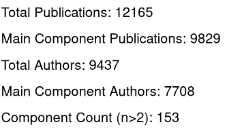 Total Publications: 12165
Main Component Publications: 9829
Total Authors: 9437
Main Component Authors: 7708
Component Count (n>2): 153